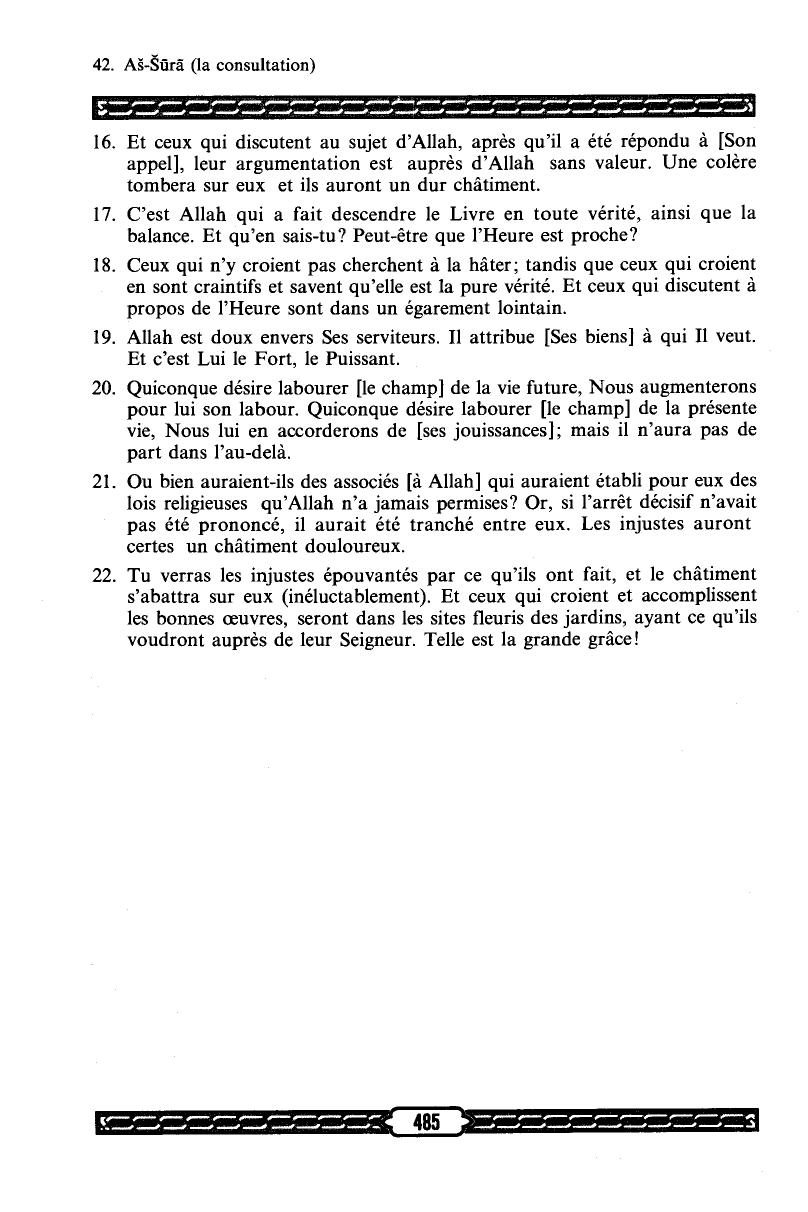 42. Aš-Šūrā (la consultation)
16. Et ceux qui discutent au sujet d'Allah, après qu'il a été répondu à [Son
appel], leur argumentation est auprès d'Allah sans valeur. Une colère
tombera sur eux et ils auront un dur châtiment.
17. C'est Allah qui a fait descendre le Livre en toute vérité, ainsi que la
balance. Et qu'en sais-tu? Peut-être que l'Heure est proche?
18. Ceux qui n'y croient pas cherchent à la hâter; tandis que ceux qui croient
en sont craintifs et savent qu'elle est la pure vérité. Et ceux qui discutent à
propos de l'Heure sont dans un égarement lointain.
19. Allah est doux envers Ses serviteurs. Il attribue [Ses biens] à qui Il veut.
Et c'est Lui le Fort, le Puissant.
20. Quiconque désire labourer [le champ] de la vie future, Nous augmenterons
pour lui son labour. Quiconque désire labourer [le champ] de la présente
vie, Nous lui en accorderons de [ses jouissances]; mais il n'aura pas de
part dans l'au-delà.
21. Ou bien auraient-ils des associés [à Allah] qui auraient établi pour eux des
lois religieuses qu'Allah n'a jamais permises? Or, si l'arrêt décisif n'avait
pas été prononcé, il aurait été tranché entre eux. Les injustes auront
certes un châtiment douloureux.
22. Tu verras les injustes épouvantés par ce qu'ils ont fait, et le châtiment
s'abattra sur eux (inéluctablement). Et ceux qui croient et accomplissent
les bonnes œuvres, seront dans les sites fleuris des jardins, ayant ce qu'ils
voudront auprès de leur Seigneur. Telle est la grande grâce!
485